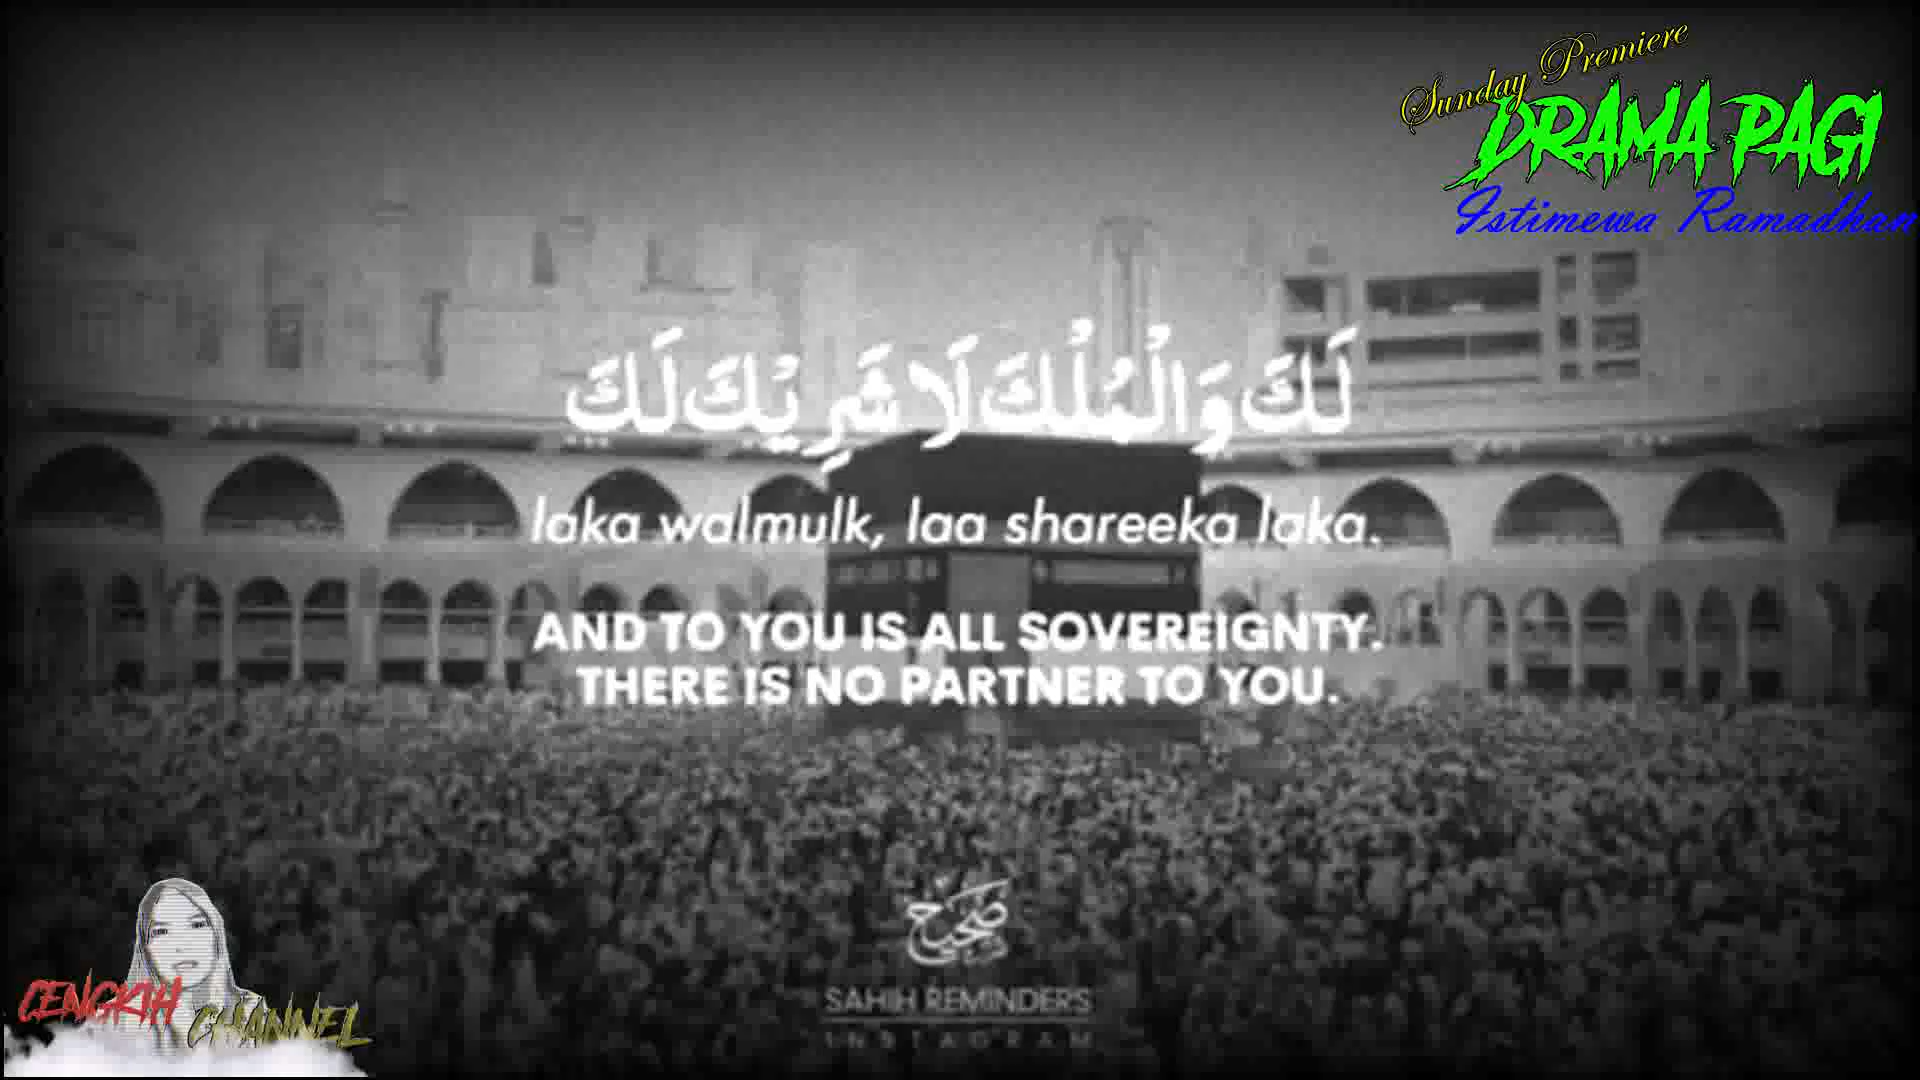 Sunday Premiere
DRAMA PAGI
Istimewa Ramadhan
لَكَ وَالْمُلْكَ لَا شَرِيْكَ لَكَ
laka walmulk, laa shareeka laka.
AND TO YOU IS ALL SOVEREIGNTY.
THERE IS NO PARTNER TO YOU.
صحيح
SAHIH REMINDERS
INSTAGRAM
CENGKIH
CHANNEL